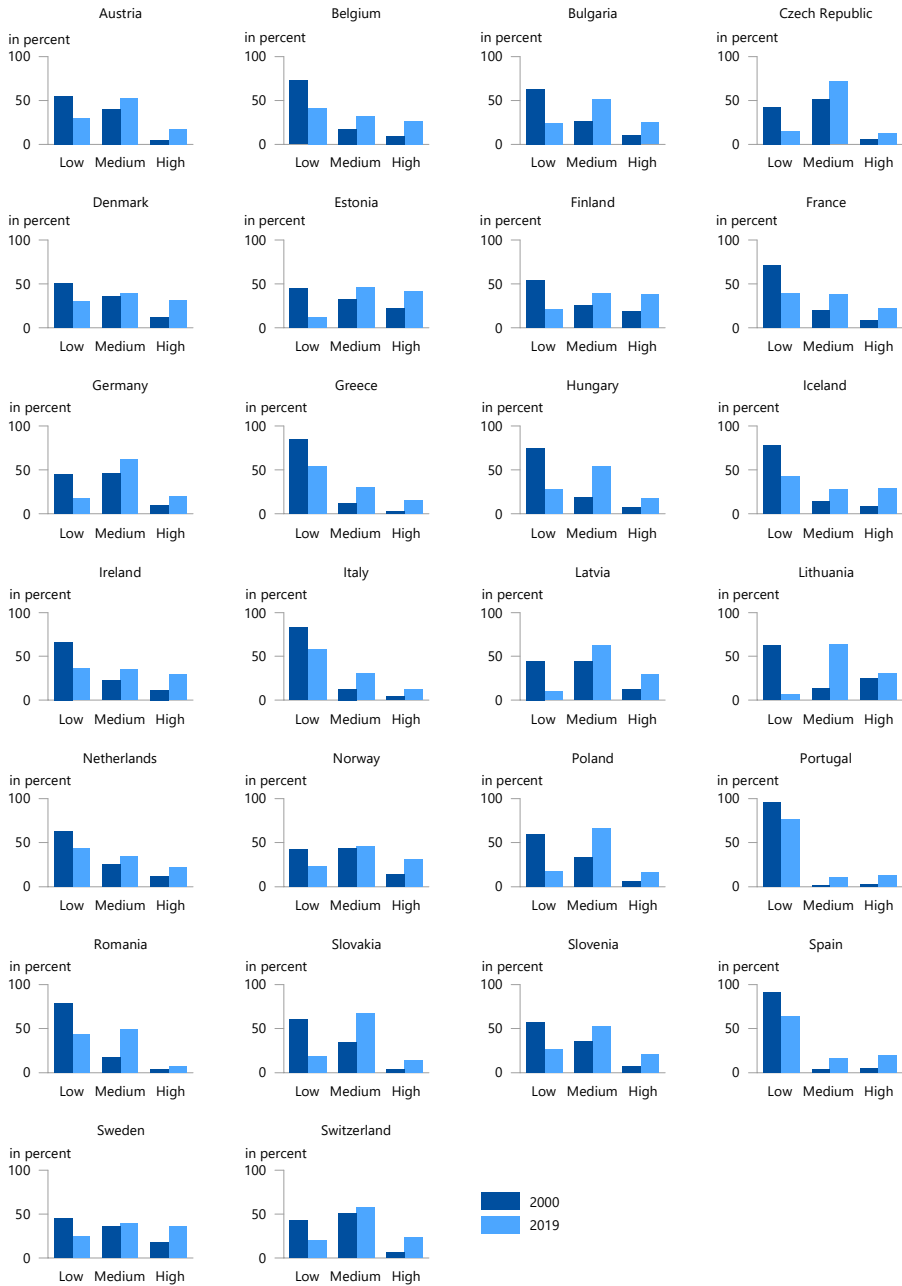 Austria
in percent
100
50
0
Low Medium High
Belgium
in percent
100
50
0
Low Medium High
Bulgaria
in percent
100
50
0
Low Medium High
Czech Republic
in percent
100
50
0
Low Medium High
Denmark
in percent
100
50
0
Low Medium High
Estonia
in percent
100
50
0
Low Medium High
Finland
in percent
100
50
0
Low Medium High
France
in percent
100
50
0
Low Medium High
Germany
in percent
100
50
0
Low Medium High
Greece
in percent
100
50
0
Low Medium High
Hungary
in percent
100
50
0
Low Medium High
Iceland
in percent
100
50
0
Low Medium High
Ireland
in percent
100
50
0
Low Medium High
Italy
in percent
100
50
0
Low Medium High
Latvia
in percent
100
50
0
Low Medium High
Lithuania
in percent
100
50
0
Low Medium High
Netherlands
in percent
100
50
0
Low Medium High
Norway
in percent
100
50
0
Low Medium High
Poland
in percent
100
50
0
Low Medium High
Portugal
in percent
100
50
0
Low Medium High
Romania
in percent
100
50
0
Low Medium High
Slovakia
in percent
100
50
0
Low Medium High
Slovenia
in percent
100
50
0
Low Medium High
Spain
in percent
100
50
0
Low Medium High
Sweden
in percent
100
50
0
Low Medium High
Switzerland
in percent
100
50
0
Low Medium High
2000
2019